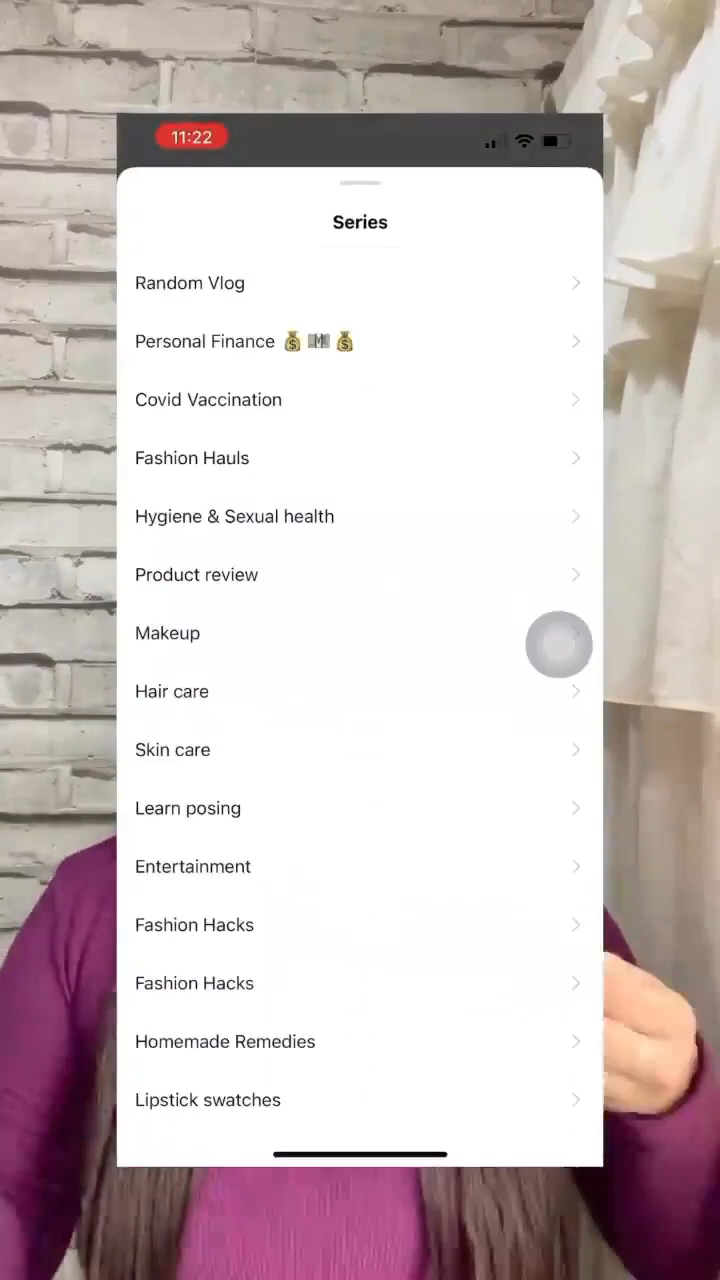 11:22
Series
Random Vlog
Personal Finance 💰 💵 💰
Covid Vaccination
Fashion Hauls
Hygiene & Sexual health
Product review
Makeup
Hair care
Skin care
Learn posing
Entertainment
Fashion Hacks
Fashion Hacks
Homemade Remedies
Lipstick swatches